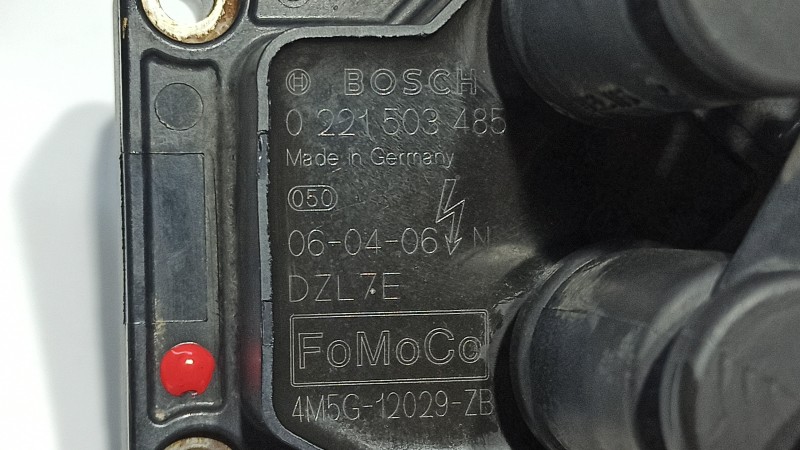 BOSCH
0 221 503 485
Made in Germany
050
06-04-06 N
DZL7E
FoMoCo
4M5G-12029-ZB